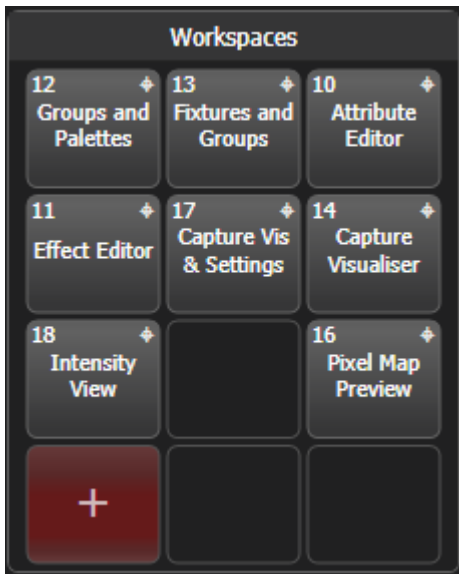 Workspaces
12
Groups and
Palettes
13
Fixtures and
Groups
10
Attribute
Editor
11
Effect Editor
17
Capture Vis
& Settings
14
Capture
Visualiser
18
Intensity
View
16
Pixel Map
Preview
+